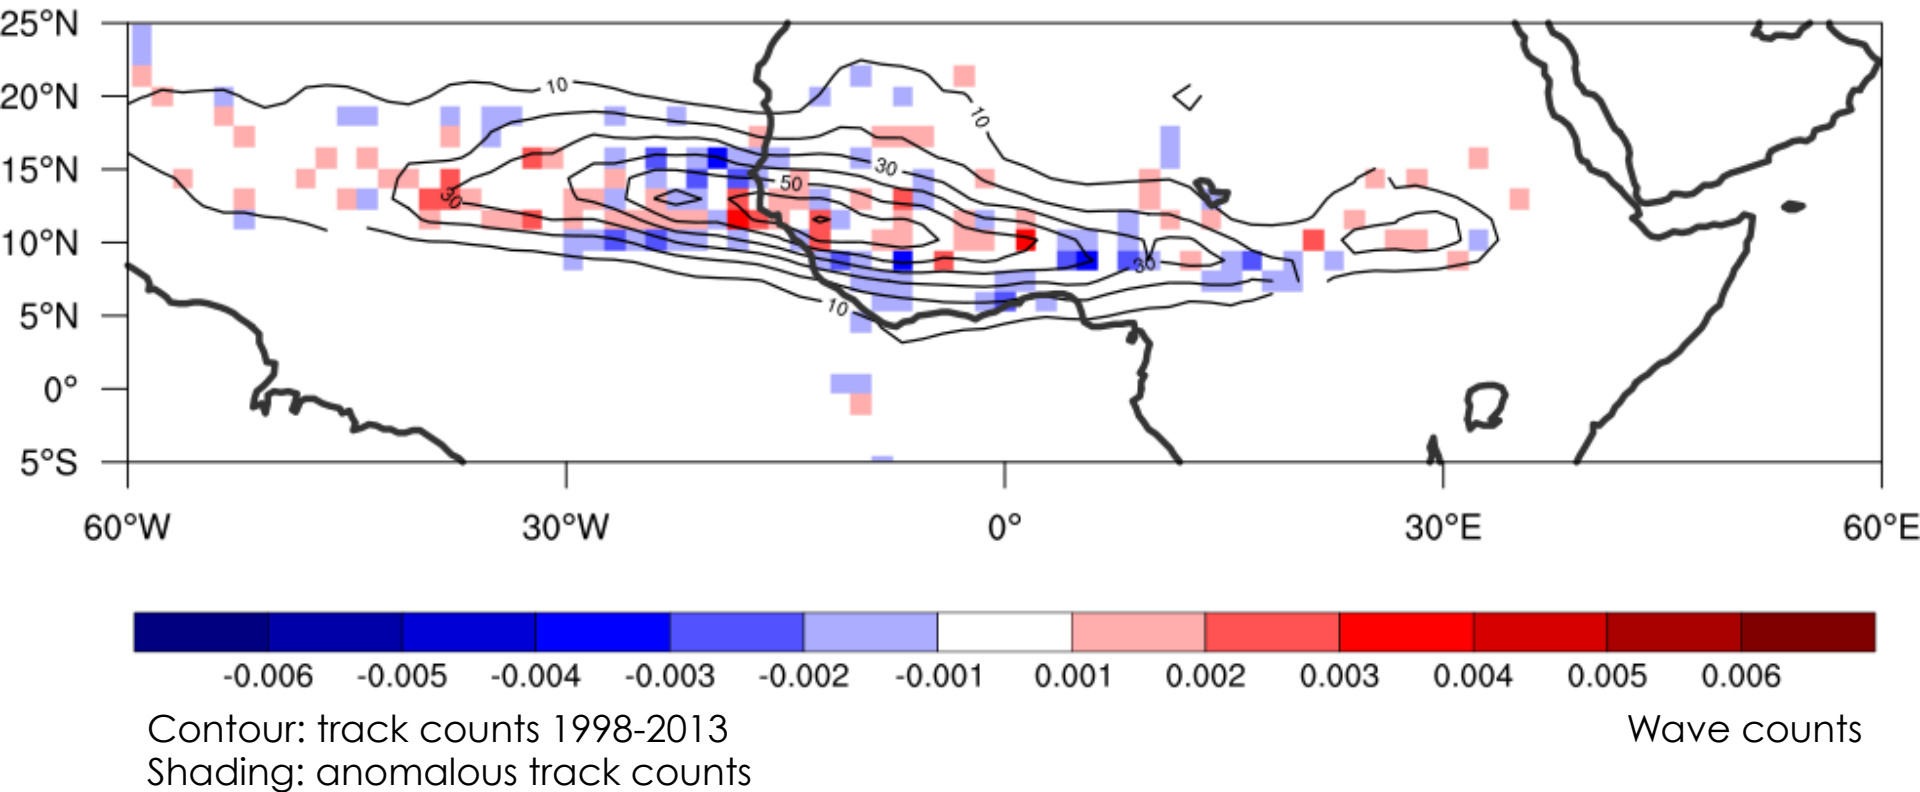 25°N
10
20°N
10
15°N
30
50
30
10°N
30
10
5°N
0°
5°S
60°W 30°W 0° 30°E 60°E
-0.006 -0.005 -0.004 -0.003 -0.002 -0.001 0.001 0.002 0.003 0.004 0.005 0.006
Contour: track counts 1998-2013 Wave counts
Shading: anomalous track counts